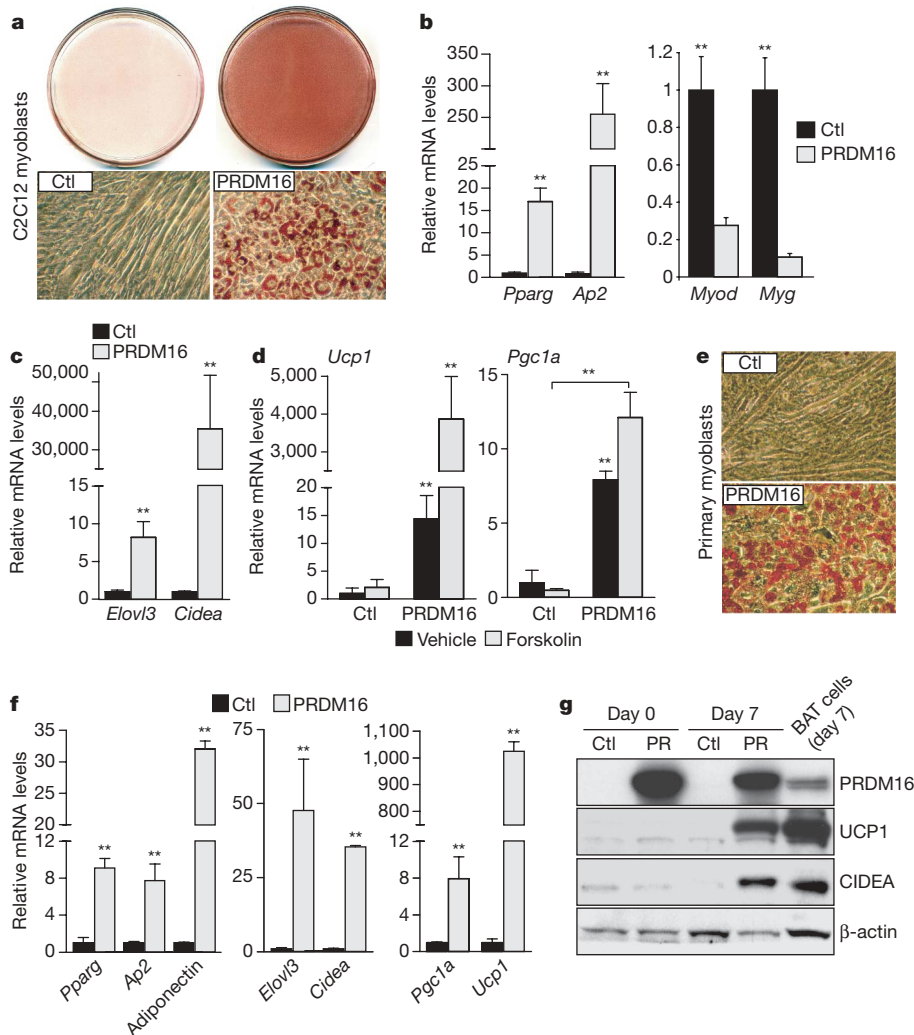 a
C2C12 myoblasts
Ctl
PRDM16
b
Relative mRNA levels
350
300
250
200
150
25
20
15
10
5
0
**
**
Pparg
Ap2
1.2
1
0.8
0.6
0.4
0.2
0
**
**
Myod
Myg
Ctl
PRDM16
c
Ctl
PRDM16
Relative mRNA levels
50,000
40,000
30,000
15
10
5
0
**
**
Elovl3
Cidea
d
Ucp1
Relative mRNA levels
5,000
4,000
3,000
20
15
10
5
0
**
**
Ctl
PRDM16
Pgc1a
15
10
5
0
**
**
Ctl
PRDM16
Vehicle
Forskolin
e
Primary myoblasts
Ctl
PRDM16
f
Ctl
PRDM16
Relative mRNA levels
35
30
25
20
12
8
4
0
**
**
**
Pparg
Ap2
Adiponectin
75
50
25
0
**
**
Elovl3
Cidea
1,100
1,000
900
800
12
8
4
0
**
**
Pgc1a
Ucp1
g
Day 0
Day 7
BAT cells
(day 7)
Ctl
PR
Ctl
PR
PRDM16
UCP1
CIDEA
β-actin